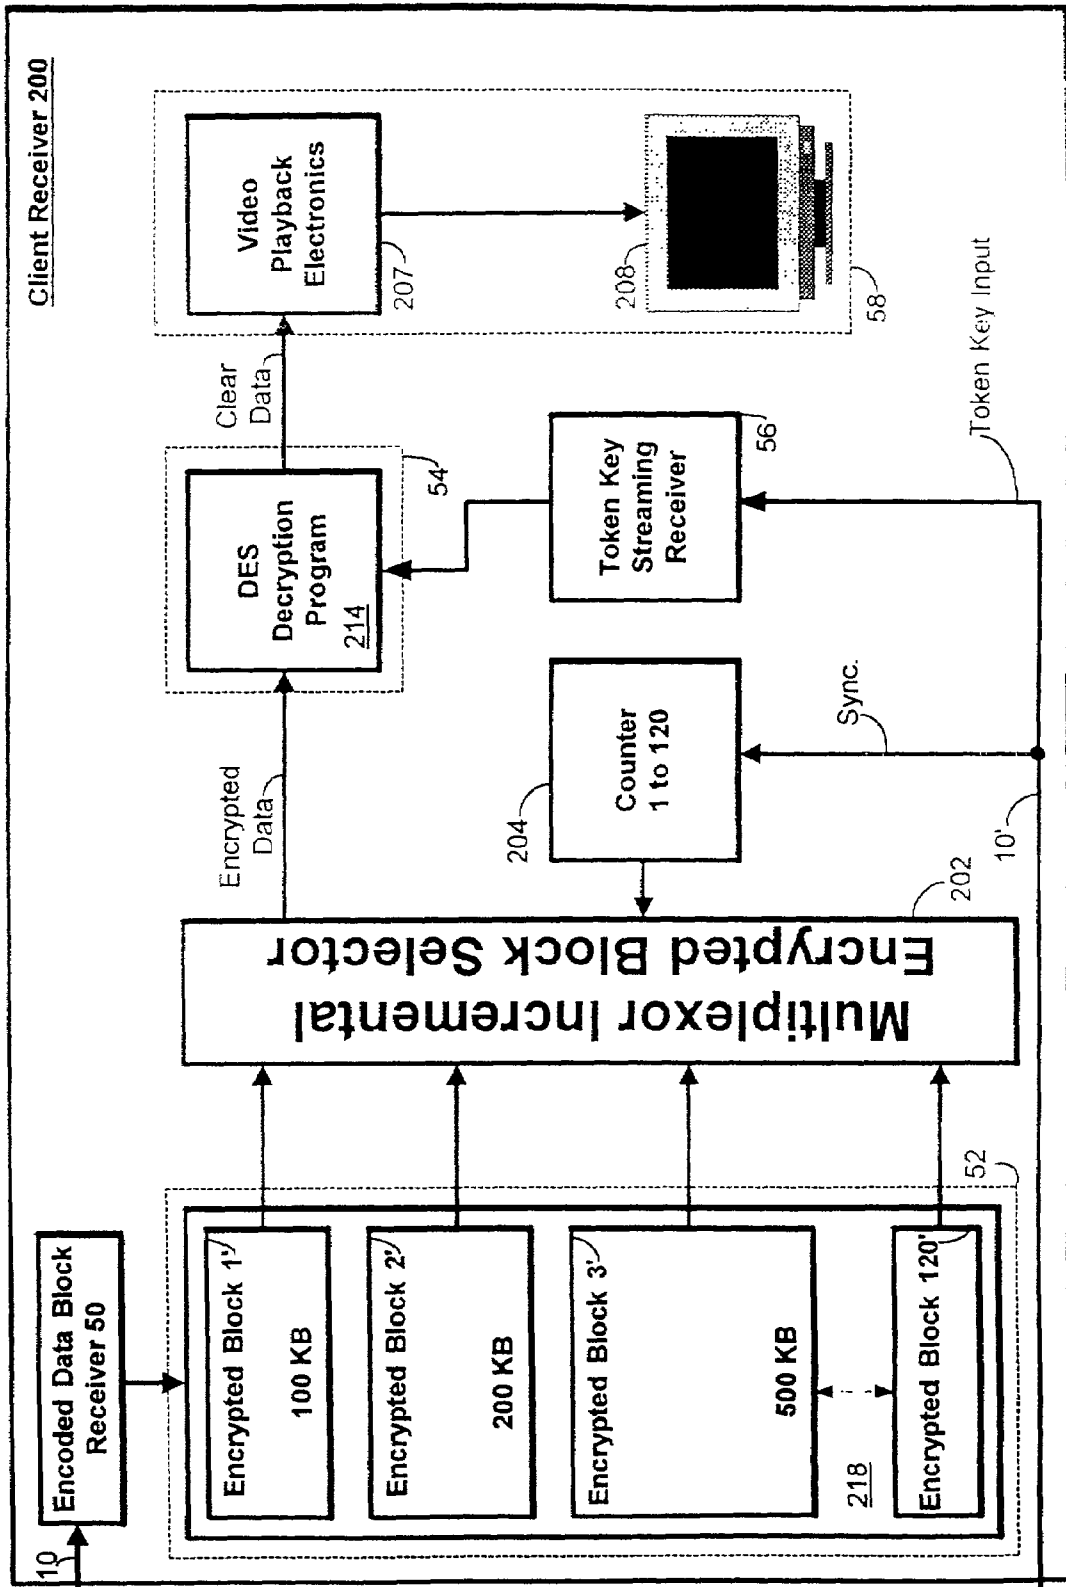 Client Receiver 200
10
Encoded Data Block
Receiver 50
Encrypted Block 1'
100 KB
Encrypted Block 2'
200 KB
Encrypted Block 3'
500 KB
218
Encrypted Block 120'
52
Multiplexor Incremental
Encrypted Block Selector
202
Encrypted
Data
204
Counter
1 to 120
Sync.
10'
DES
Decryption
Program
214
54
Token Key
Streaming
Receiver
56
Token Key Input
Clear
Data
Video
Playback
Electronics
207
208
58